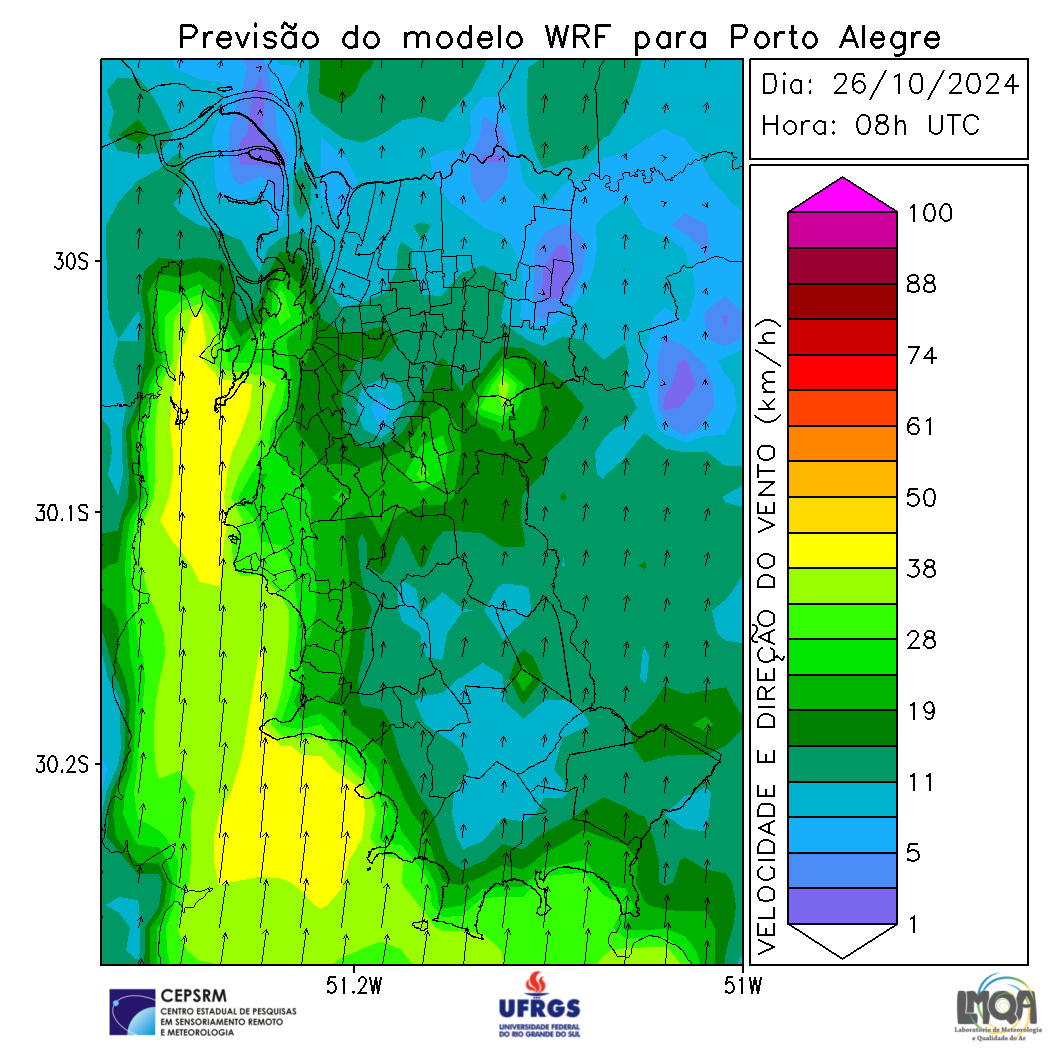 Previsão do modelo WRF para Porto Alegre
Dia: 26/10/2024
Hora: 08h UTC
30S
30.1S
30.2S
51.2W
51W
VELOCIDADE E DIREÇÃO DO VENTO (km/h)
100
88
74
61
50
38
28
19
11
5
1
CEPSRM
CENTRO ESTADUAL DE PESQUISAS
EM SENSORIAMENTO REMOTO
E METEOROLOGIA
UFRGS
UNIVERSIDADE FEDERAL
DO RIO GRANDE DO SUL
LMQA
Laboratório de Meteorologia
e Qualidade do Ar